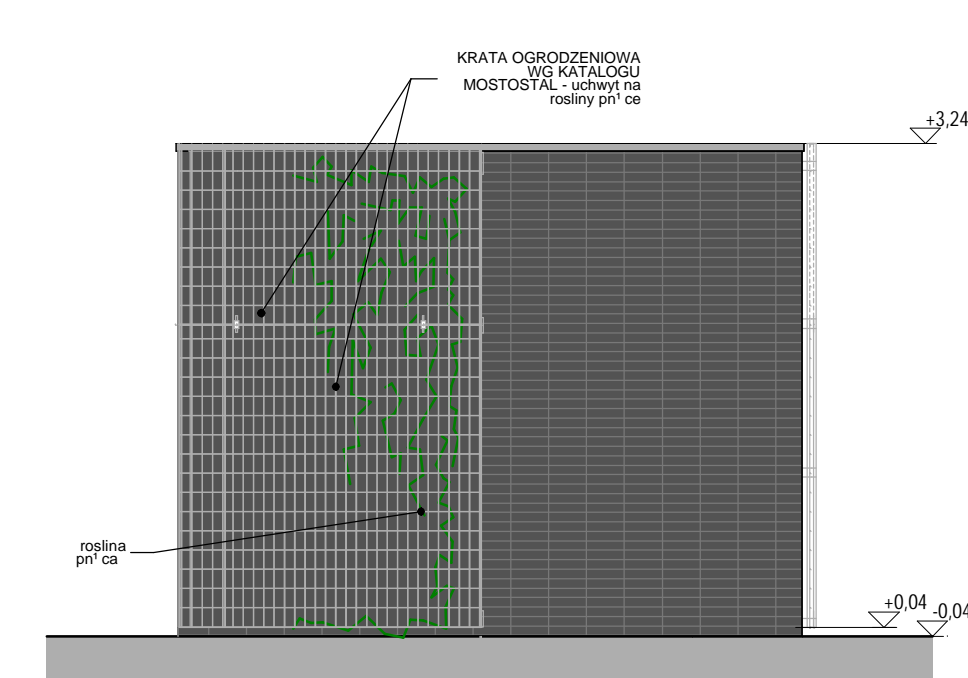 KRATA OGRODZENIOWA
WG KATALOGU
MOSTOSTAL - uchwyt na
rosliny pn¹ ce
+3,24
roslina
pn¹ ca
+0,04
-0,04